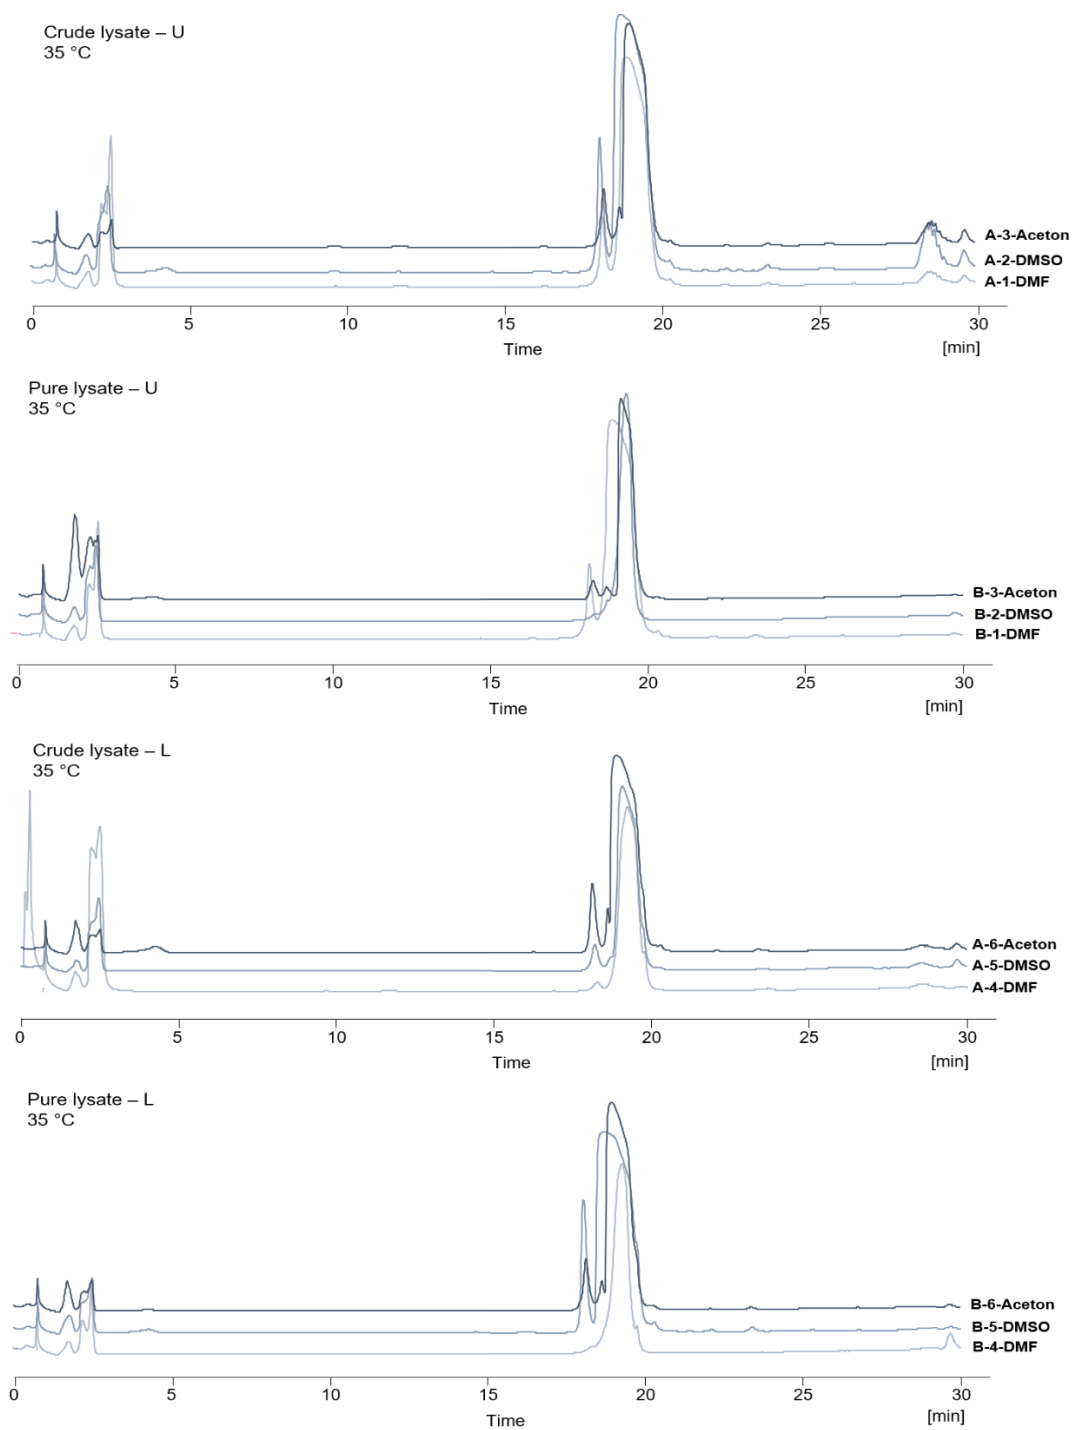 Crude lysate – U
35 °C
A-3-Aceton
A-2-DMSO
A-1-DMF
0 5 10 15 20 25 30
Time [min]
Pure lysate – U
35 °C
B-3-Aceton
B-2-DMSO
B-1-DMF
0 5 10 15 20 25 30
Time [min]
Crude lysate – L
35 °C
A-6-Aceton
A-5-DMSO
A-4-DMF
0 5 10 15 20 25 30
Time [min]
Pure lysate – L
35 °C
B-6-Aceton
B-5-DMSO
B-4-DMF
0 5 10 15 20 25 30
Time [min]